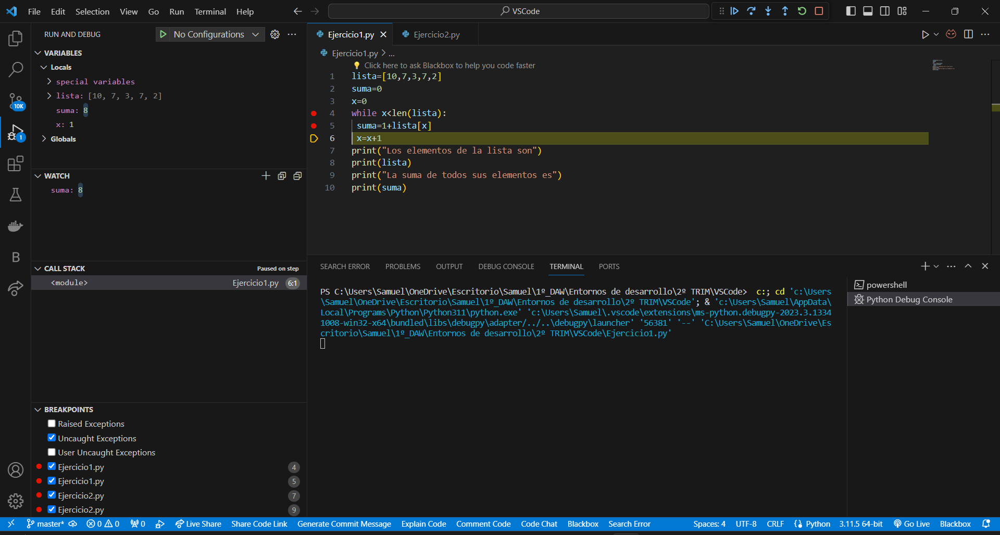 File Edit Selection View Go Run Terminal Help
VSCode
RUN AND DEBUG
No Configurations
VARIABLES
Locals
special variables
lista: [10, 7, 3, 7, 2]
suma: 8
x: 1
Globals
WATCH
suma: 8
CALL STACK
Paused on step
<module>
Ejercicio1.py 6:1
BREAKPOINTS
Raised Exceptions
Uncaught Exceptions
User Uncaught Exceptions
Ejercicio1.py 4
Ejercicio1.py 5
Ejercicio2.py 7
Ejercicio2.py 9
10K
1
B
Ejercicio1.py
Ejercicio2.py
Ejercicio1.py > ...
Click here to ask Blackbox to help you code faster
1 lista=[10,7,3,7,2]
2 suma=0
3 x=0
4 while x<len(lista):
5 suma=1+lista[x]
6 x=x+1
7 print("Los elementos de la lista son")
8 print(lista)
9 print("La suma de todos sus elementos es")
10 print(suma)
SEARCH ERROR PROBLEMS OUTPUT DEBUG CONSOLE TERMINAL PORTS
PS C:\Users\Samuel\OneDrive\Escritorio\Samuel\1º_DAW\Entornos de desarrollo\2º TRIM\VSCode>  c:; cd 'c:\Users
\Samuel\OneDrive\Escritorio\Samuel\1º_DAW\Entornos de desarrollo\2º TRIM\VSCode'; & 'c:\Users\Samuel\AppData\
Local\Programs\Python\Python311\python.exe' 'c:\Users\Samuel\.vscode\extensions\ms-python.debugpy-2023.3.1334
1008-win32-x64\bundled\libs\debugpy\adapter/../..\debugpy\launcher' '56381' '--' 'C:\Users\Samuel\OneDrive\Es
critorio\Samuel\1º_DAW\Entornos de desarrollo\2º TRIM\VSCode\Ejercicio1.py'
powershell
Python Debug Console
master* 0 0 0 Live Share Share Code Link Generate Commit Message Explain Code Comment Code Code Chat Blackbox Search Error
Spaces: 4 UTF-8 CRLF Python 3.11.5 64-bit Go Live Blackbox